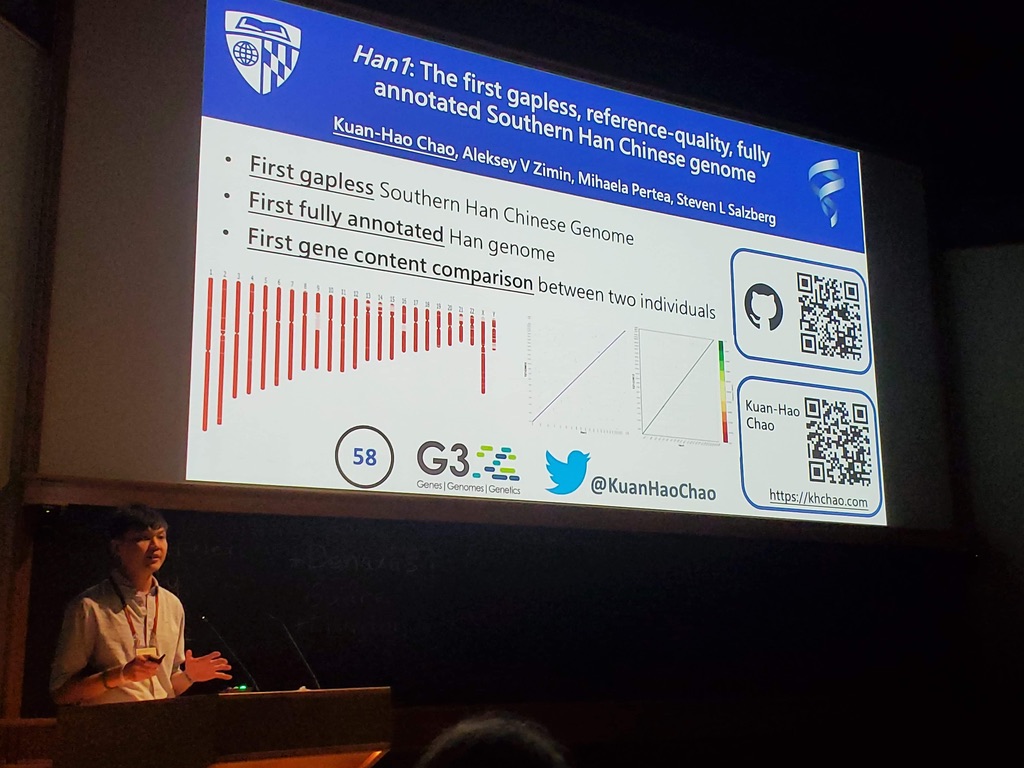 Han1: The first gapless, reference-quality, fully
annotated Southern Han Chinese genome
Kuan-Hao Chao, Aleksey V Zimin, Mihaela Pertea, Steven L Salzberg
• First gapless Southern Han Chinese Genome
• First fully annotated Han genome
• First gene content comparison between two individuals
1 2 3 4 5 6 7 8 9 10 11 12 13 14 15 16 17 18 19 20 21 22 X Y
Kuan-Hao
Chao
https://khchao.com
58
G3
Genes | Genomes | Genetics
@KuanHaoChao